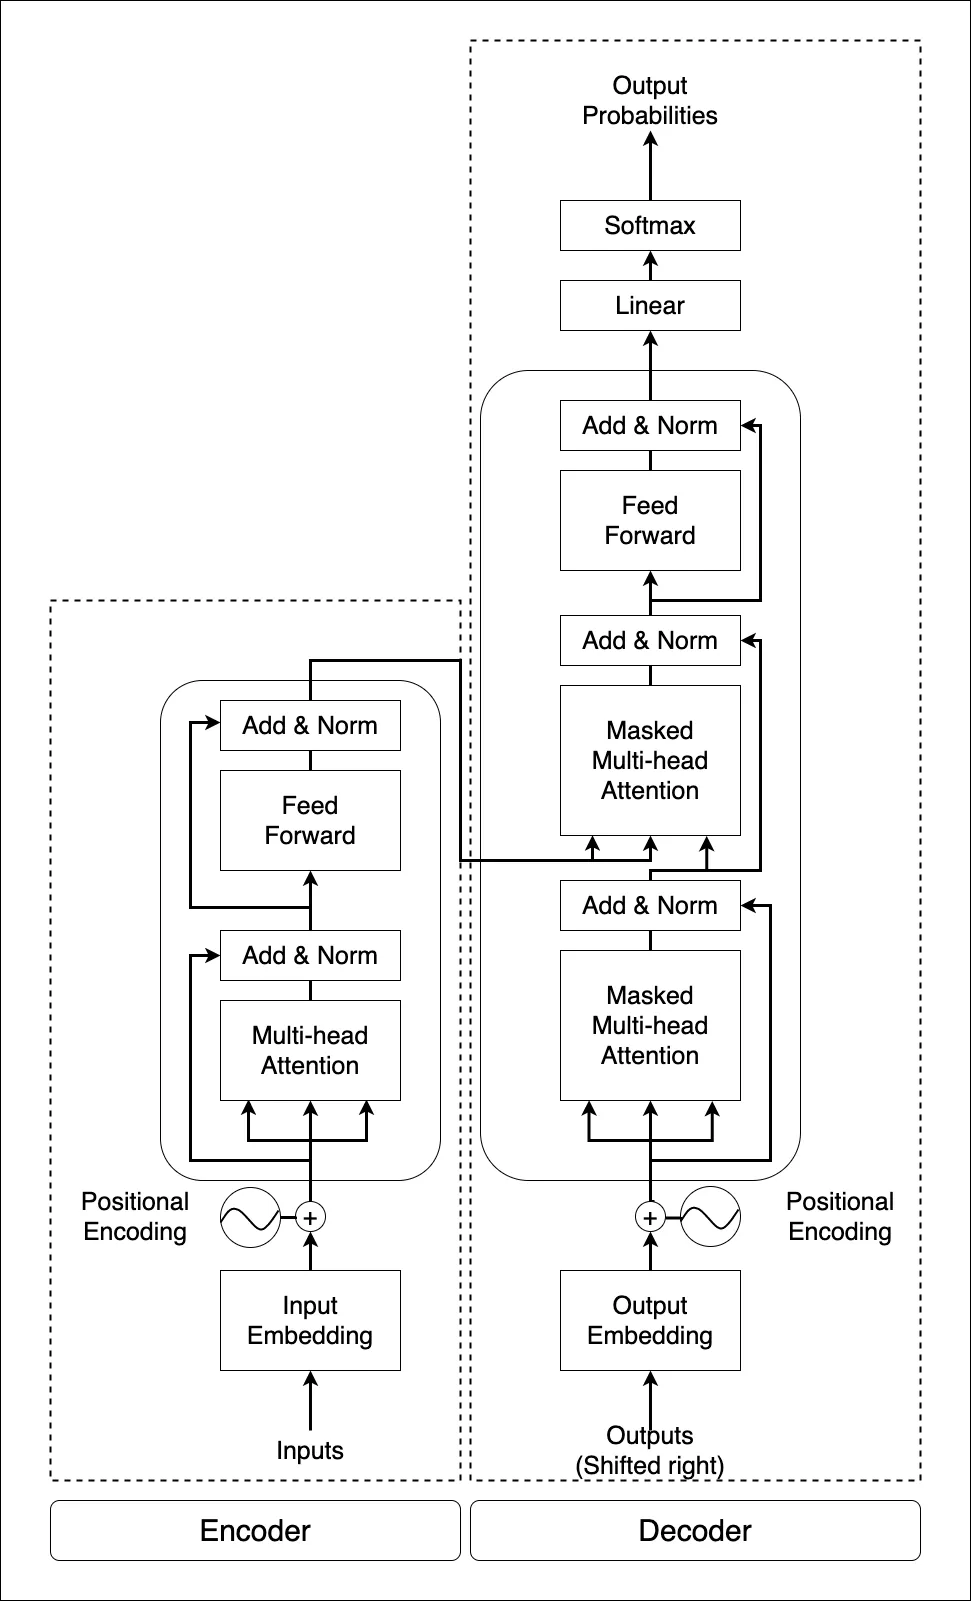 Output
Probabilities
Softmax
Linear
Add & Norm
Feed
Forward
Add & Norm
Masked
Multi-head
Attention
Add & Norm
Masked
Multi-head
Attention
Positional
Encoding
+
Output
Embedding
Outputs
(Shifted right)
Add & Norm
Feed
Forward
Add & Norm
Multi-head
Attention
Positional
Encoding
+
Input
Embedding
Inputs
Encoder
Decoder